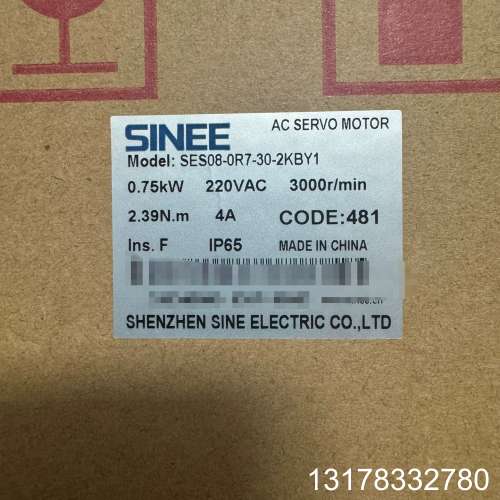 SINEE
AC SERVO MOTOR
Model: SES08-0R7-30-2KBY1
0.75kW 220VAC 3000r/min
2.39N.m 4A CODE:481
Ins. F IP65 MADE IN CHINA
SHENZHEN SINE ELECTRIC CO.,LTD
13178332780